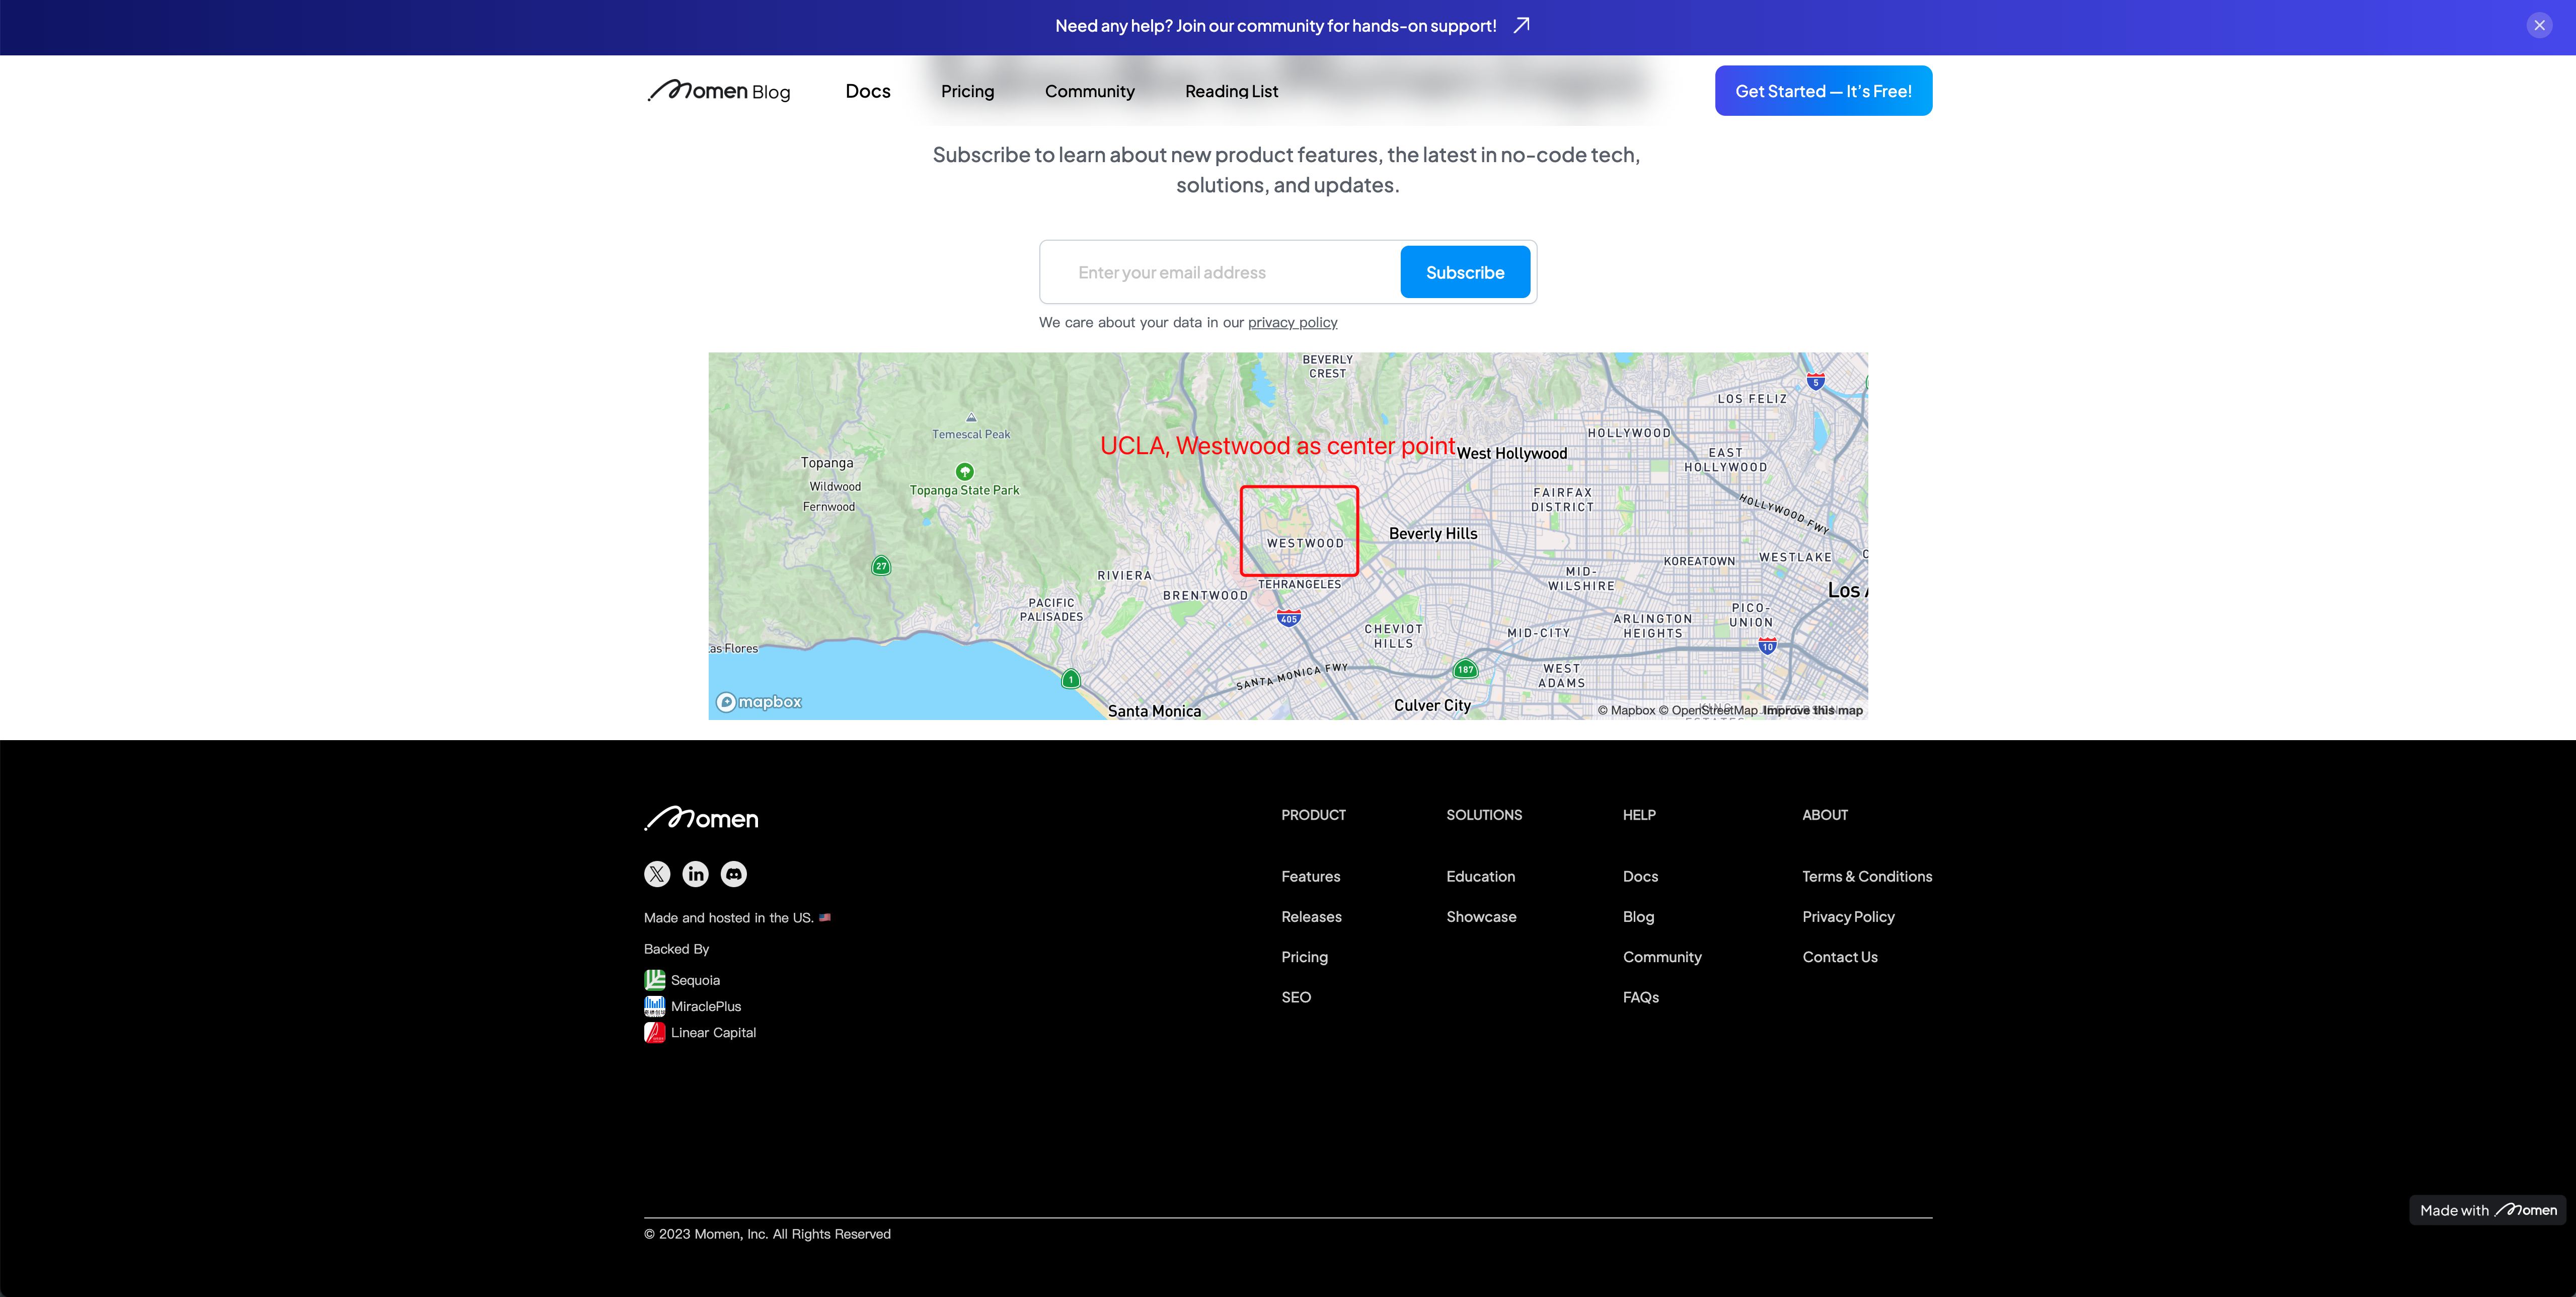 Need any help? Join our community for hands-on support!
Momen Blog
Docs
Pricing
Community
Reading List
Get Started — It's Free!
Subscribe to learn about new product features, the latest in no-code tech,
solutions, and updates.
Enter your email address
Subscribe
We care about your data in our privacy policy
BEVERLY
CREST
5
LOS FELIZ
Temescal Peak
HOLLYWOOD
UCLA, Westwood as center point
West Hollywood
EAST
HOLLYWOOD
Topanga
Wildwood
Fernwood
Topanga State Park
FAIRFAX
DISTRICT
HOLLYWOOD FWY
WESTWOOD
Beverly Hills
27
RIVIERA
TEHRANGELES
BRENTWOOD
MID-
WILSHIRE
KOREATOWN
WESTLAKE
Los A
PACIFIC
PALISADES
405
CHEVIOT
HILLS
MID-CITY
ARLINGTON
HEIGHTS
PICO-
UNION
10
Las Flores
1
SANTA MONICA FWY
187
WEST
ADAMS
mapbox
Santa Monica
Culver City
© Mapbox © OpenStreetMap Improve this map
Momen
Made and hosted in the US.
Backed By
Sequoia
MiraclePlus
Linear Capital
PRODUCT
Features
Releases
Pricing
SEO
SOLUTIONS
Education
Showcase
HELP
Docs
Blog
Community
FAQs
ABOUT
Terms & Conditions
Privacy Policy
Contact Us
Made with Momen
© 2023 Momen, Inc. All Rights Reserved